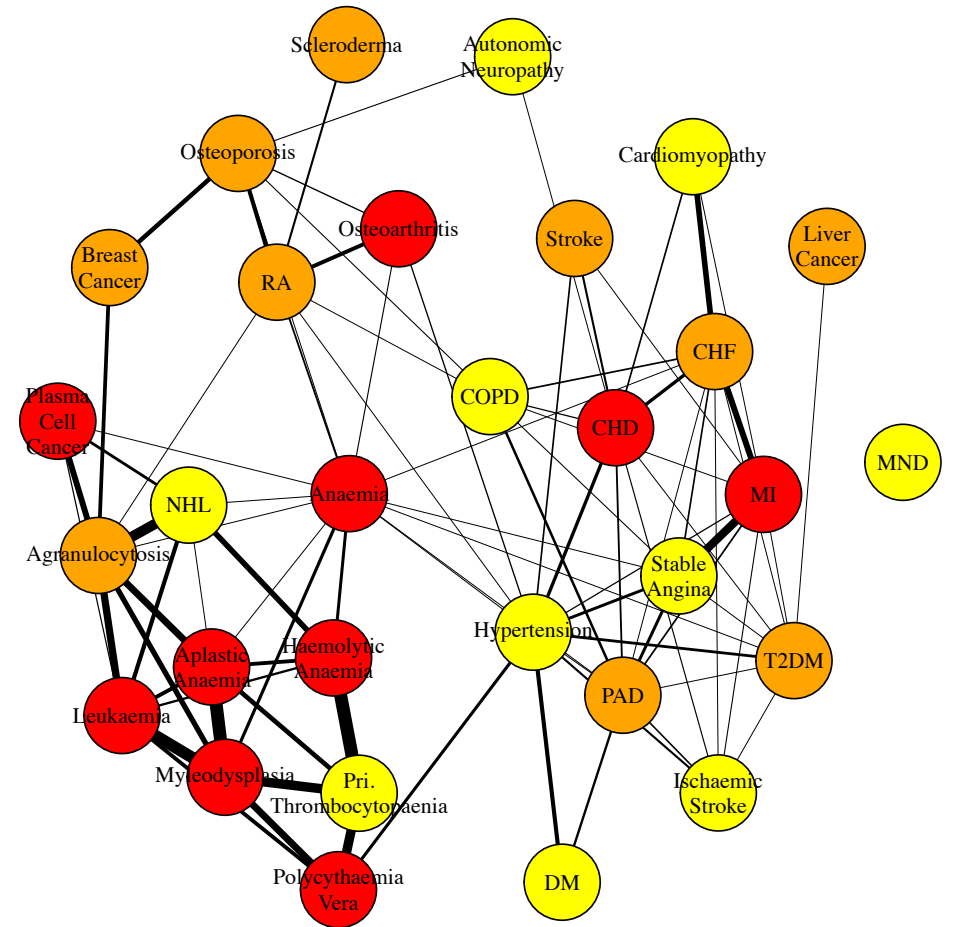 Scleroderma
Autonomic
Neuropathy
Osteoporosis
Cardiomyopathy
Osteoarthritis
Stroke
Liver
Cancer
Breast
Cancer
RA
CHF
COPD
CHD
Plasma
Cell
Cancer
MND
Anaemia
MI
NHL
Agranulocytosis
Stable
Angina
Hypertension
Haemolytic
Anaemia
Aplastic
Anaemia
T2DM
PAD
Leukaemia
Myleodysplasia
Pri.
Thrombocytopaenia
Ischaemic
Stroke
Polycythaemia
Vera
DM